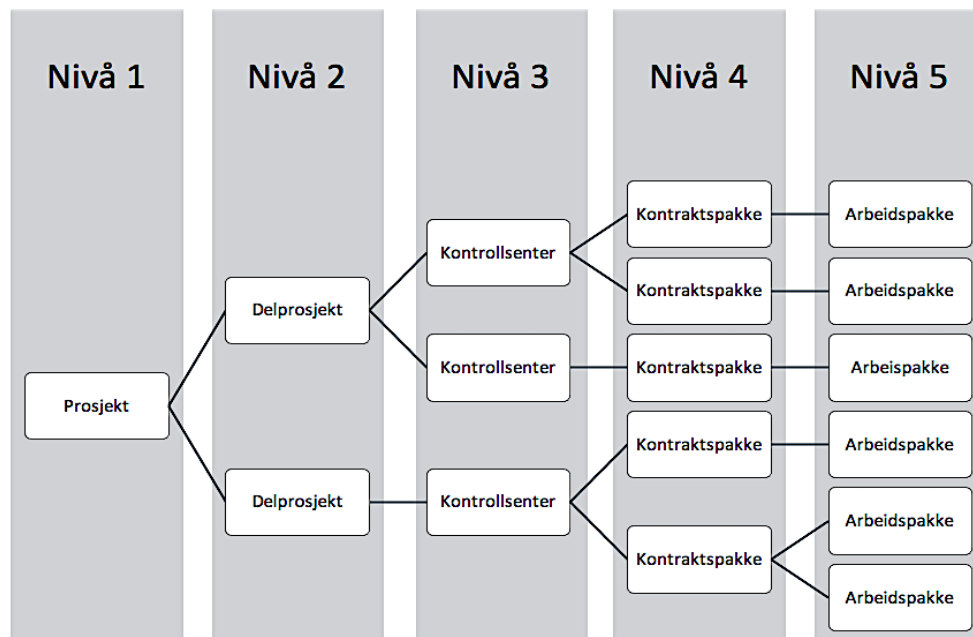 Nivå 1
Nivå 2
Nivå 3
Nivå 4
Nivå 5
Prosjekt
Delprosjekt
Delprosjekt
Kontrollsenter
Kontrollsenter
Kontrollsenter
Kontraktspakke
Kontraktspakke
Kontraktspakke
Kontraktspakke
Kontraktspakke
Arbeidspakke
Arbeidspakke
Arbeispakke
Arbeidspakke
Arbeidspakke
Arbeidspakke